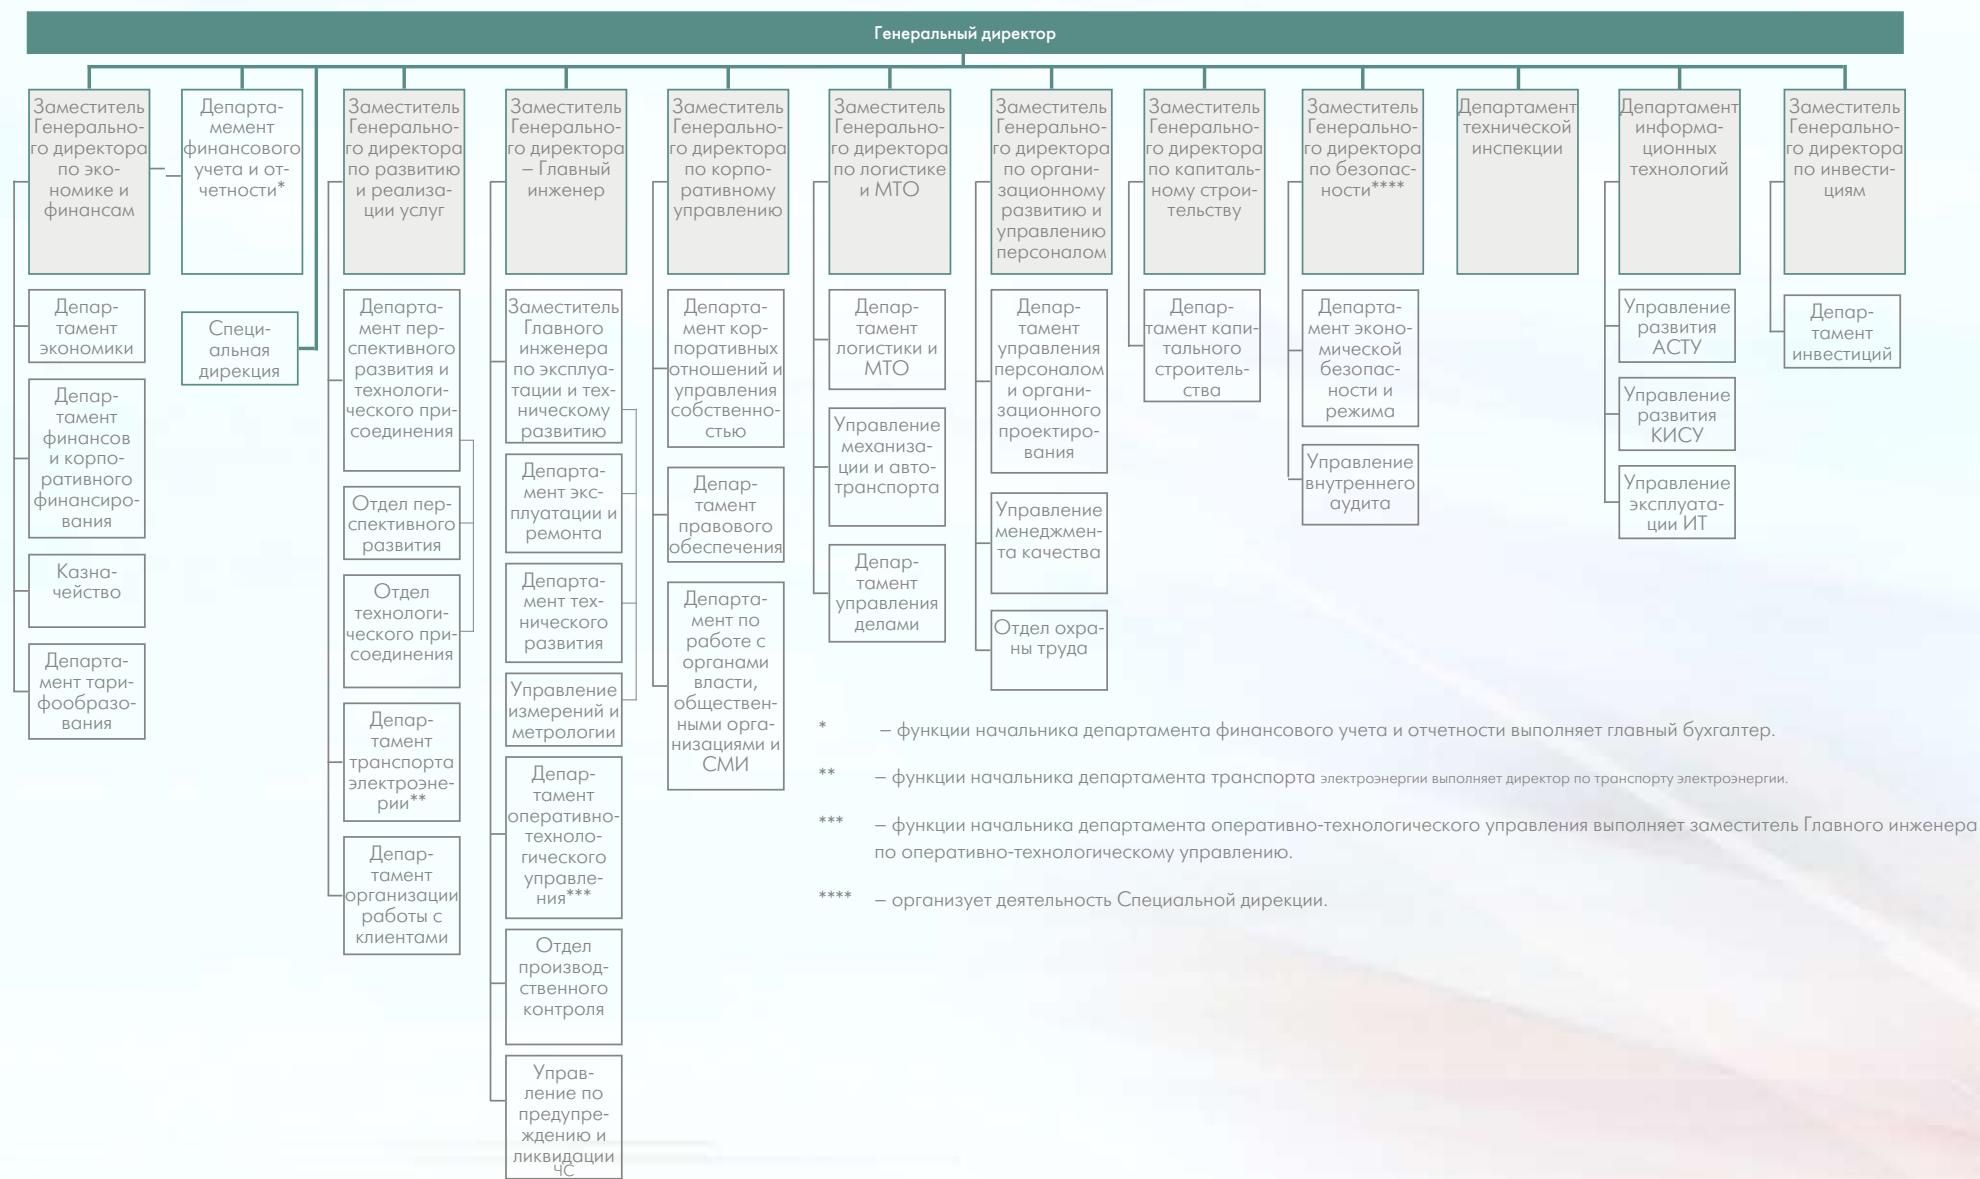 Генеральный директор
Заместитель
Генерально-
го директора
по эко-
номике и
финансам
Департа-
мемент
финансового
учета и от-
четности*
Заместитель
Генерально-
го директора
по развитию
и реализа-
ции услуг
Заместитель
Генерально-
го директора
– Главный
инженер
Заместитель
Генерально-
го директора
по корпо-
ративному
управлению
Заместитель
Генерально-
го директора
по логистике
и МТО
Заместитель
Генерально-
го директора
по органи-
зационному
развитию и
управлению
персоналом
Заместитель
Генерально-
го директора
по капиталь-
ному строи-
тельству
Заместитель
Генерально-
го директора
по безопас-
ности****
Департамент
технической
инспекции
Департамент
информа-
ционных
технологий
Заместитель
Генерально-
го директора
по инвести-
циям
Депар-
тамент
экономики
Депар-
тамент
финансов
и корпо-
ративного
финансиро-
вания
Казна-
чейство
Департа-
мент тари-
фообразо-
вания
Специ-
альная
дирекция
Департа-
мент пер-
спективного
развития и
технологи-
ческого при-
соединения
Отдел пер-
спективного
развития
Отдел
технологи-
ческого при-
соединения
Депар-
тамент
транспорта
электроэне-
рии**
Депар-
тамент
организации
работы с
клиентами
Заместитель
Главного
инженера
по эксплуа-
тации и тех-
ническому
развитию
Департа-
мент экс-
плуатации и
ремонта
Департа-
мент тех-
нического
развития
Управление
измерений и
метрологии
Депар-
тамент
оперативно-
техноло-
гического
управле-
ния***
Отдел
производ-
ственного
контроля
Управ-
ление по
предупре-
ждению и
ликвидации
ЧС
Департа-
мент кор-
поративных
отношений и
управления
собственно-
стью
Депар-
тамент
правового
обеспечения
Департа-
мент по
работе с
органами
власти,
обществен-
ными орга-
низациями и
СМИ
Депар-
тамент
логистики и
МТО
Управление
механиза-
ции и авто-
транспорта
Депар-
тамент
управления
делами
Депар-
тамент
управления
персоналом
и органи-
зационного
проектиро-
вания
Управление
менеджмен-
та качества
Отдел охра-
ны труда
Депар-
тамент капи-
тального
строитель-
ства
Департа-
мент эконо-
мической
безопас-
ности и
режима
Управление
внутреннего
аудита
Управление
развития
АСТУ
Управление
развития
КИСУ
Управление
эксплуата-
ции ИТ
Депар-
тамент
инвестиций
* – функции начальника департамента финансового учета и отчетности выполняет главный бухгалтер.
** – функции начальника департамента транспорта электроэнергии выполняет директор по транспорту электроэнергии.
*** – функции начальника департамента оперативно-технологического управления выполняет заместитель Главного инженера
по оперативно-технологическому управлению.
**** – организует деятельность Специальной дирекции.